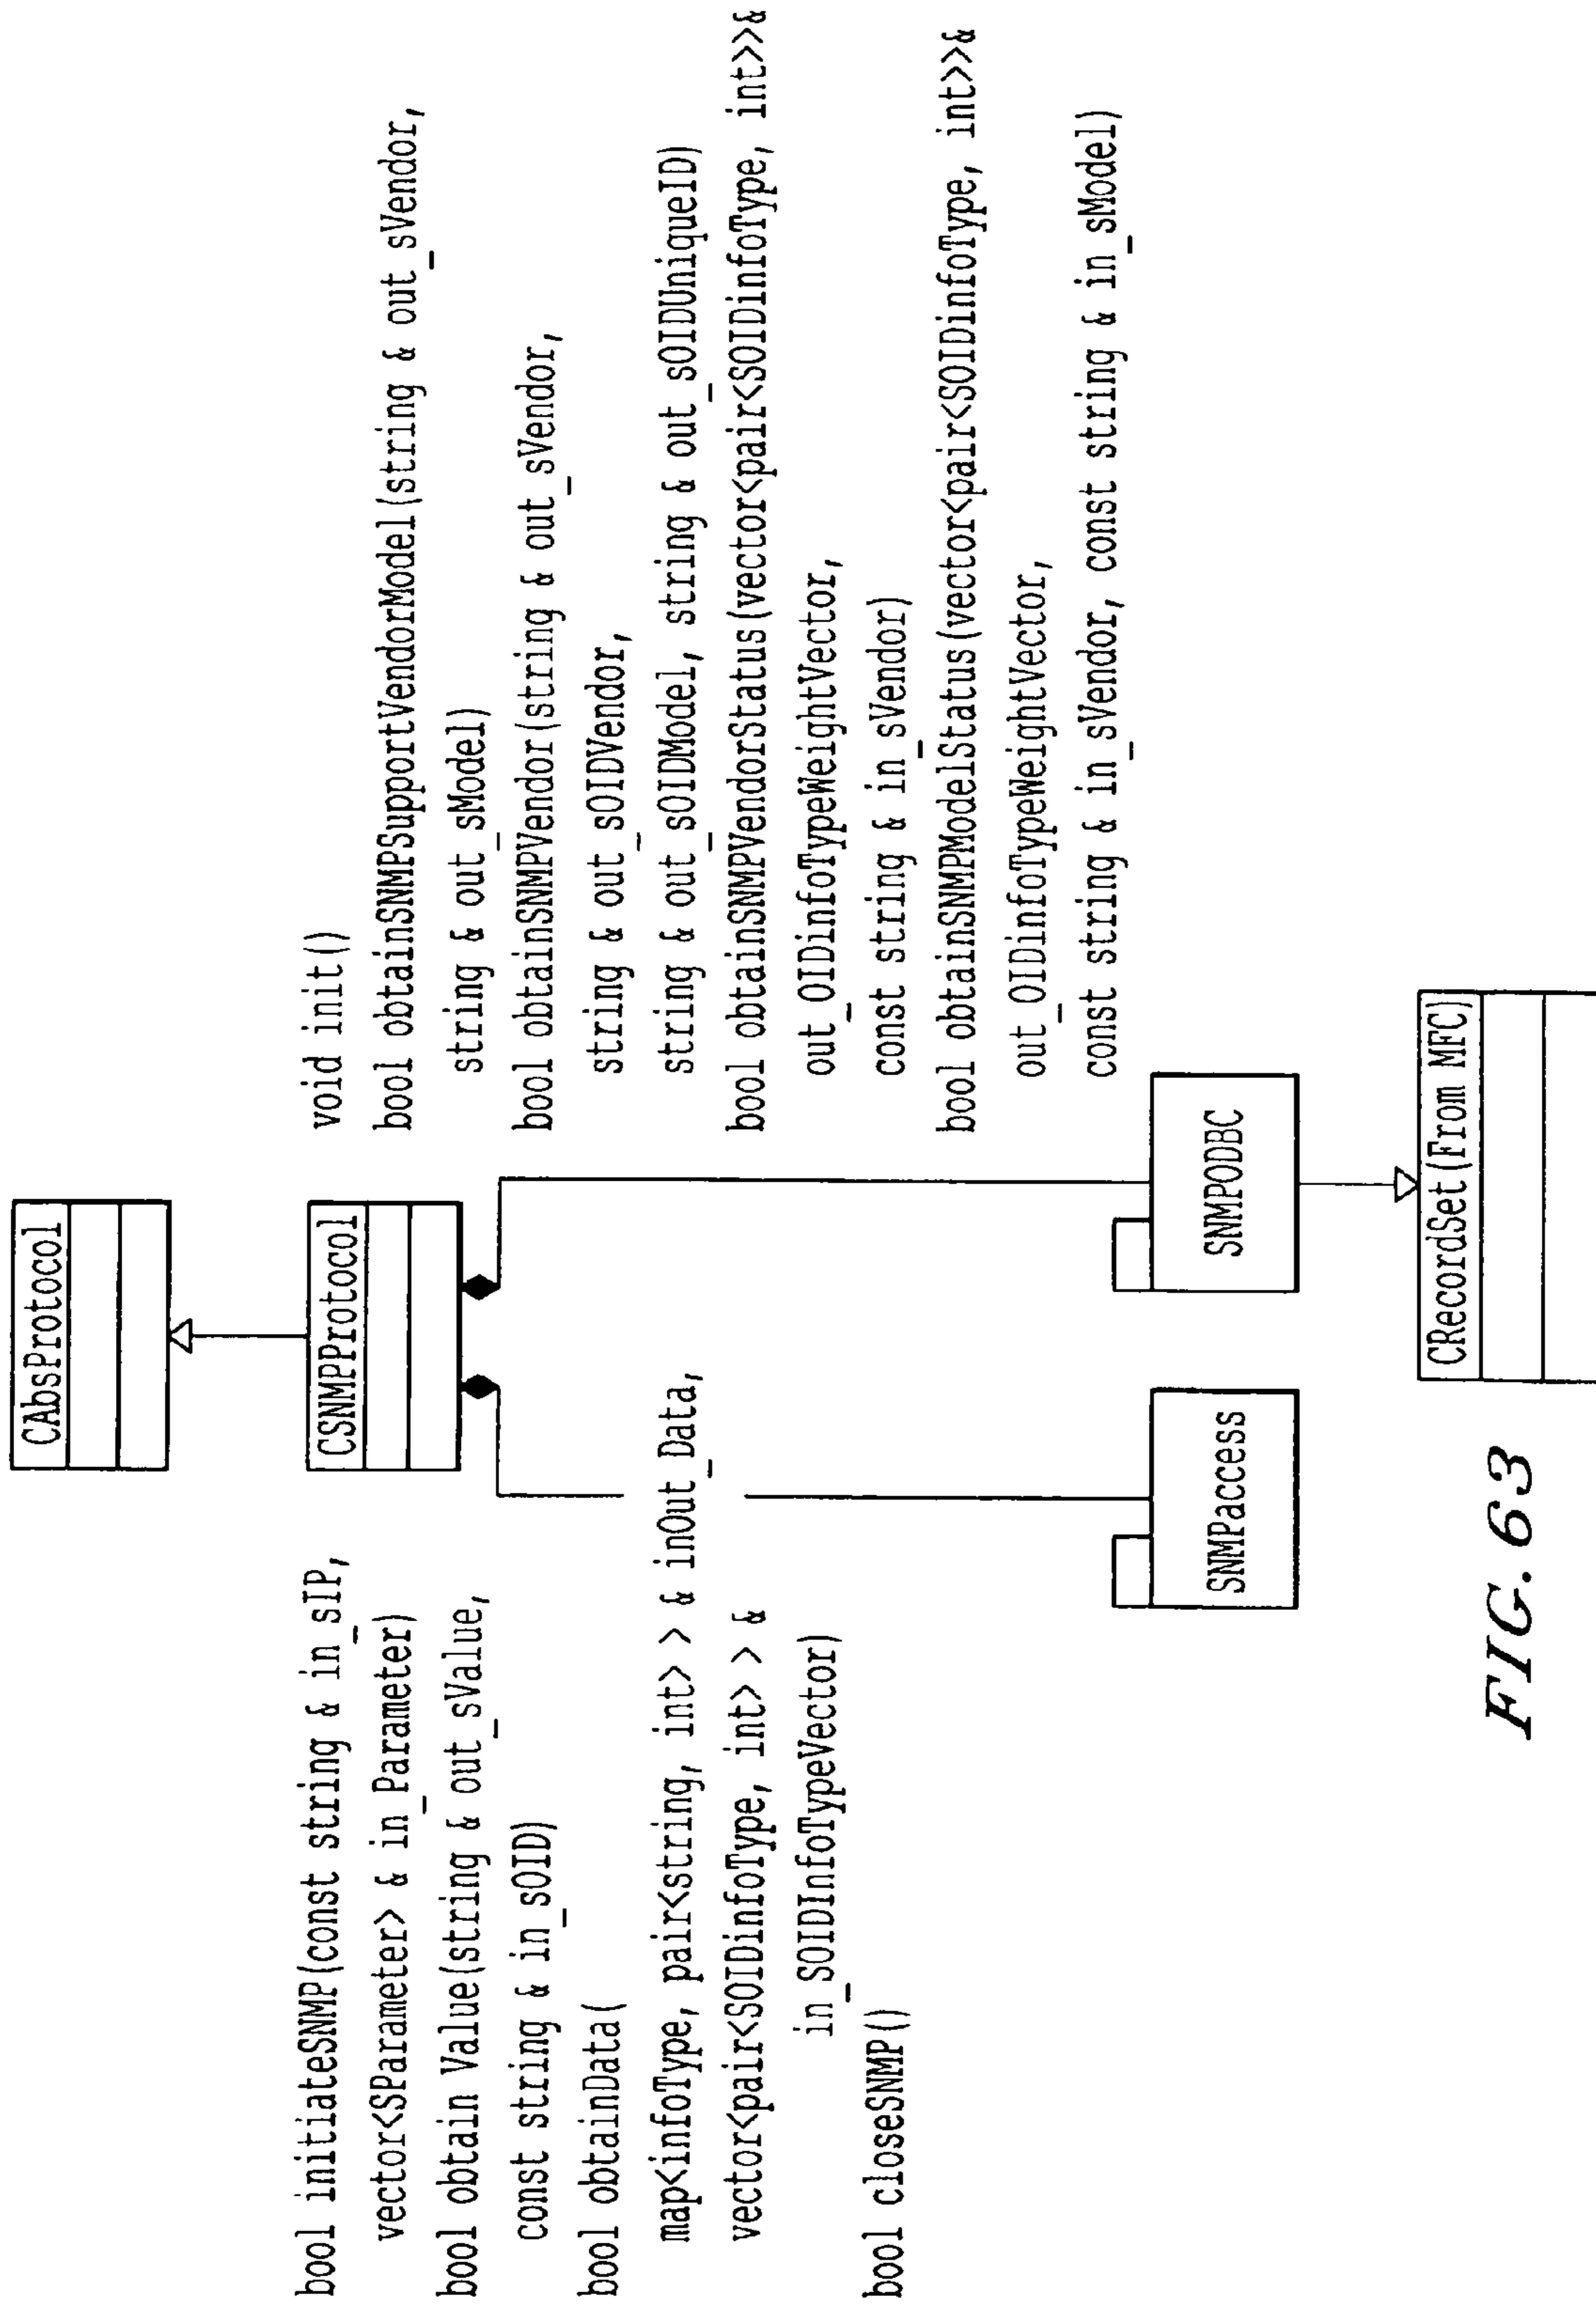 CAbsProtocol
CSNMPProtocol
bool initiateSNMP(const string & in_sIP,
vector<SParameter> & in_Parameter)
bool obtain Value(string & out_sValue,
const string & in_sOID)
bool obtainData(
map<infoType, pair<string, int> > & inOut_Data,
vector<pair<SOIDinfoType, int> > &
in_SOIDInfoTypeVector)
bool closeSNMP()
void init()
bool obtainSNMPSupportVendorModel(string & out_sVendor,
string & out_sModel)
bool obtainSNMPVendor(string & out_sVendor,
string & out_sOIDVendor,
string & out_sOIDModel, string & out_sOIDUniqueID)
bool obtainSNMPVendorStatus(vector<pair<SOIDinfoType, int>>&
out_OIDinfoTypeWeightVector,
const string & in_sVendor)
bool obtainSNMPModelStatus(vector<pair<SOIDinfoType, int>>&
out_OIDinfoTypeWeightVector,
const string & in_sVendor, const string & in_sModel)
SNMPaccess
SNMPODBC
CRecordSet(From MFC)
FIG. 63